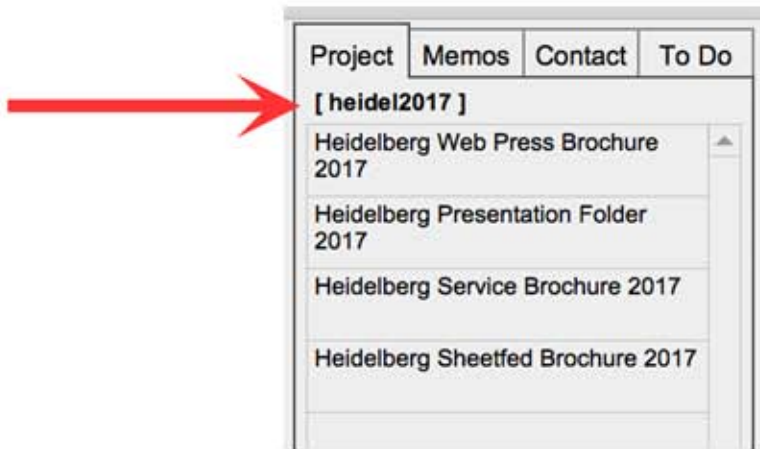 Project Memos Contact To Do
[ heidel2017 ]
Heidelberg Web Press Brochure
2017
Heidelberg Presentation Folder
2017
Heidelberg Service Brochure 2017
Heidelberg Sheetfed Brochure 2017